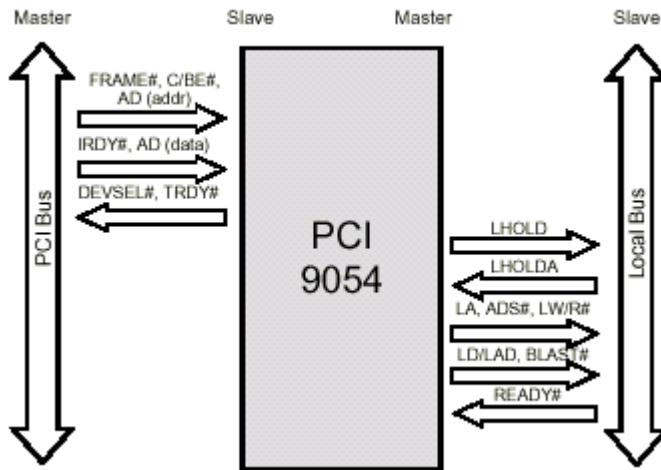 Master Slave Master Slave
FRAME#, C/BE#,
AD (addr)
IRDY#, AD (data)
DEVSEL#, TRDY#
PCI Bus
PCI
9054
LHOLD
LHOLDA
LA, ADS#, LW/R#
LD/LAD, BLAST#
READY#
Local Bus